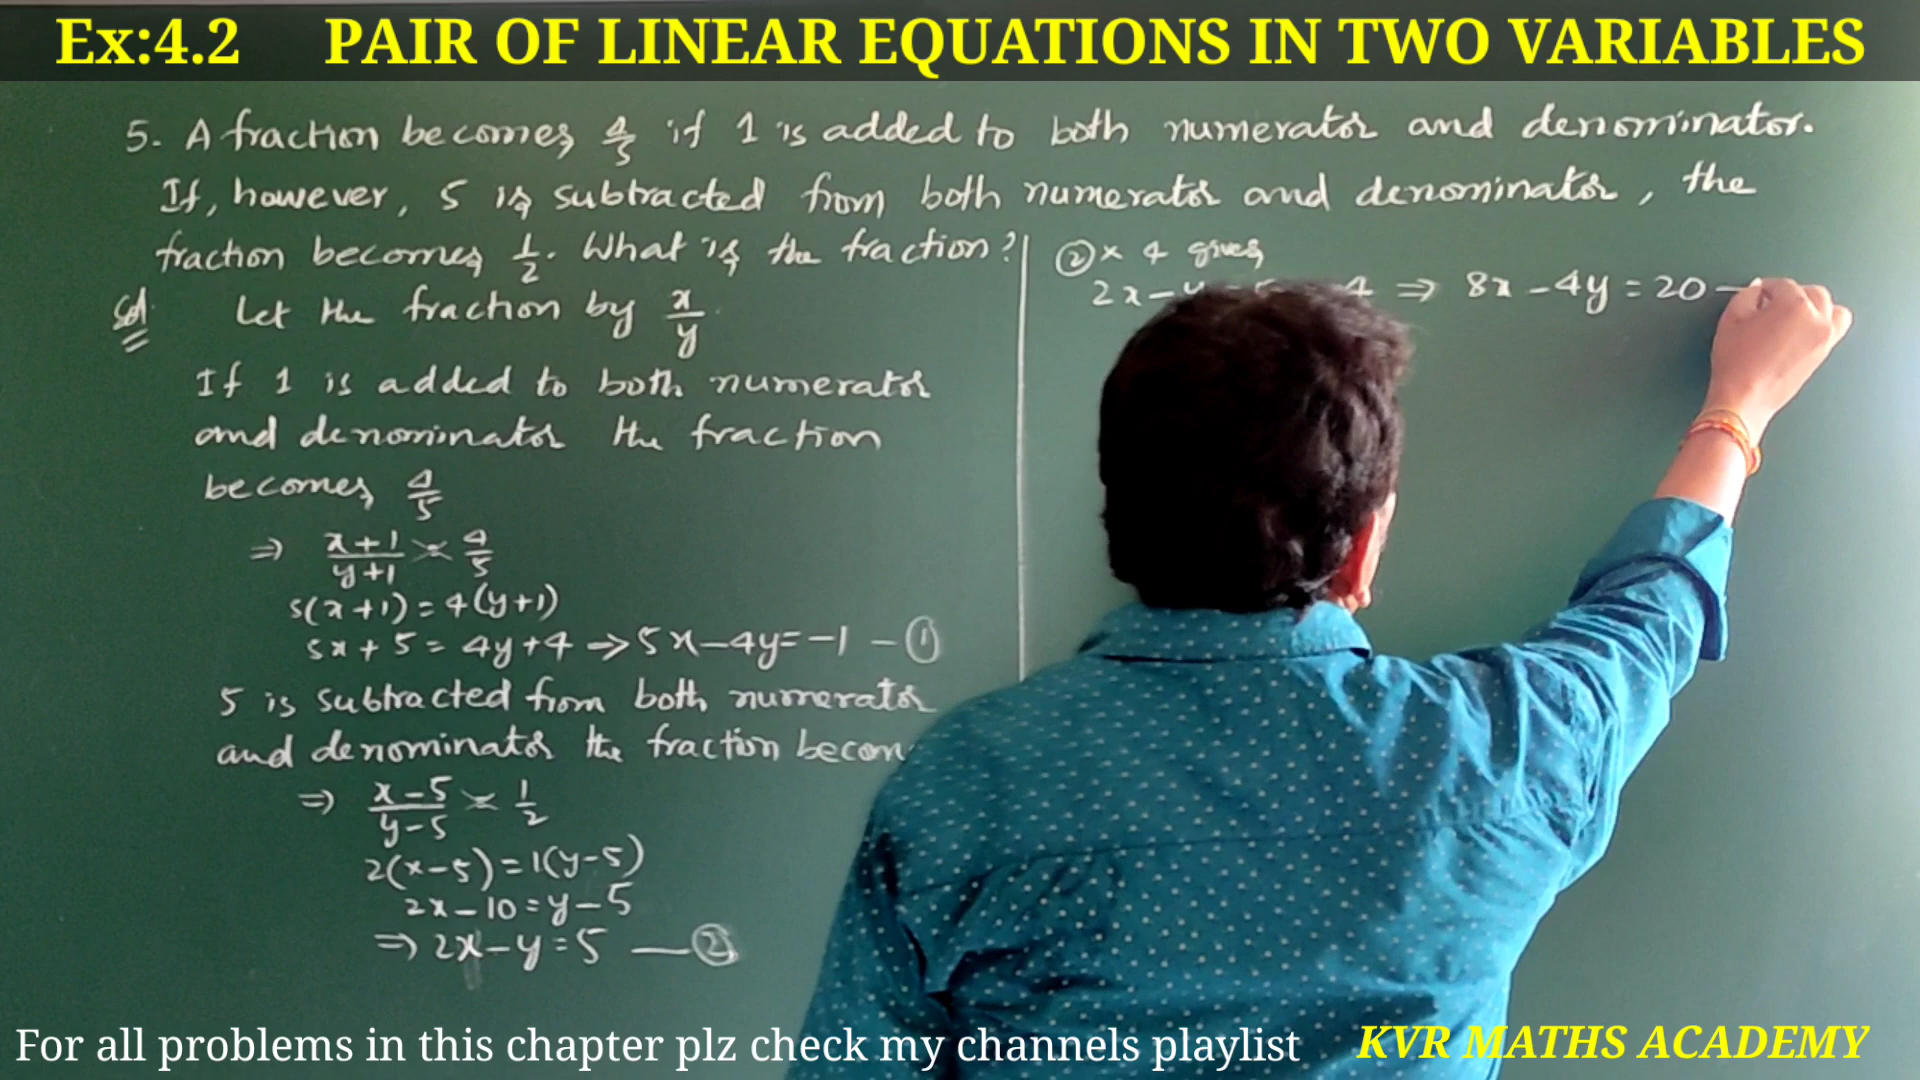 Ex:4.2 PAIR OF LINEAR EQUATIONS IN TWO VARIABLES
5. A fraction becomes 4/5 if 1 is added to both numerator and denominator.
If, however, 5 is subtracted from both numerator and denominator, the
fraction becomes 1/2. What is the fraction?
Sol Let the fraction by x/y.
If 1 is added to both numerator
and denominator the fraction
becomes 4/5
⇒ (x+1)/(y+1) = 4/5
5(x+1) = 4(y+1)
5x+5 = 4y+4 → 5x-4y=-1 - ①
5 is subtracted from both numerator
and denominator the fraction
⇒ (x-5)/(y-5) = 1/2
2(x-5) = 1(y-5)
2x-10=y-5
⇒ 2x-y=5 — ②
②x 4 gives
2x- 4 ⇒ 8x-4y=20 -
For all problems in this chapter plz check my channels playlist
KVR MATHS ACADEMY